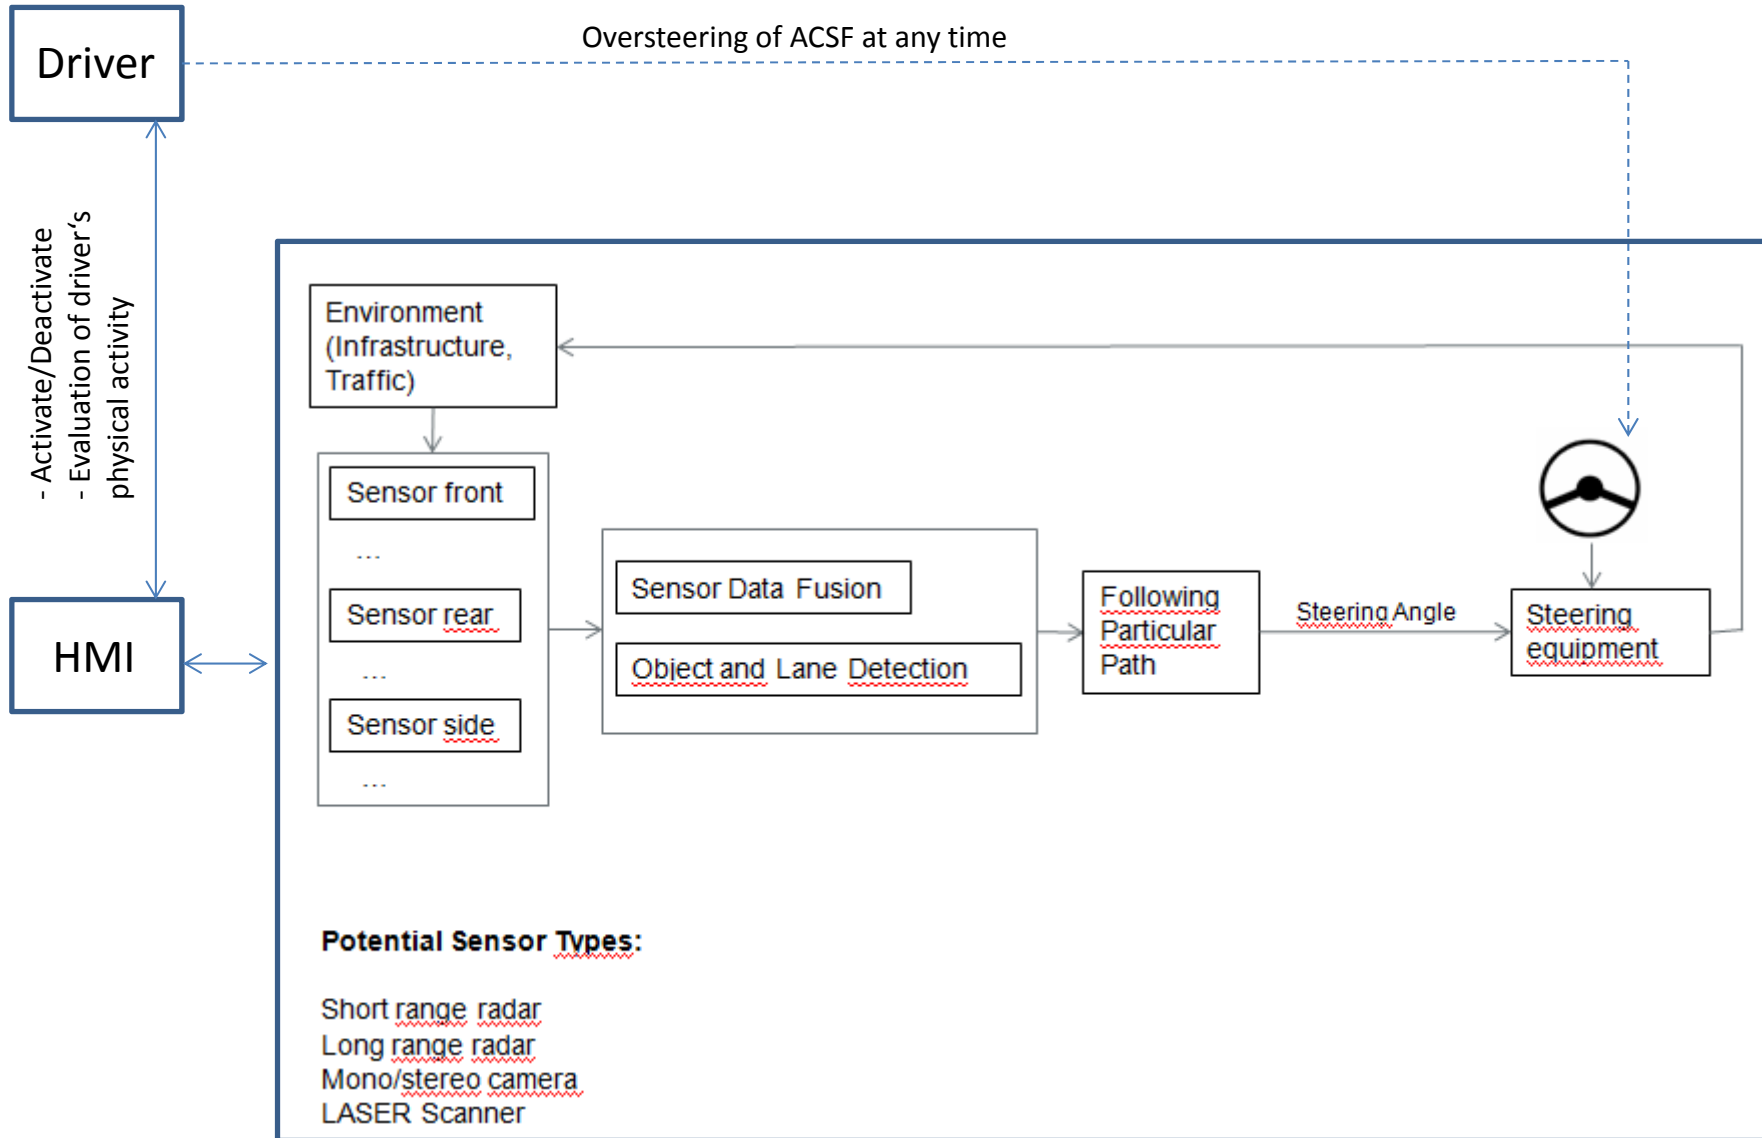 Driver
Oversteering of ACSF at any time
- Activate/Deactivate
- Evaluation of driver‘s
physical activity
HMI
Environment
(Infrastructure,
Traffic)
Sensor front
...
Sensor rear
...
Sensor side
...
Sensor Data Fusion
Object and Lane Detection
Following
Particular
Path
Steering Angle
Steering
equipment
Potential Sensor Types:
Short range radar
Long range radar
Mono/stereo camera
LASER Scanner